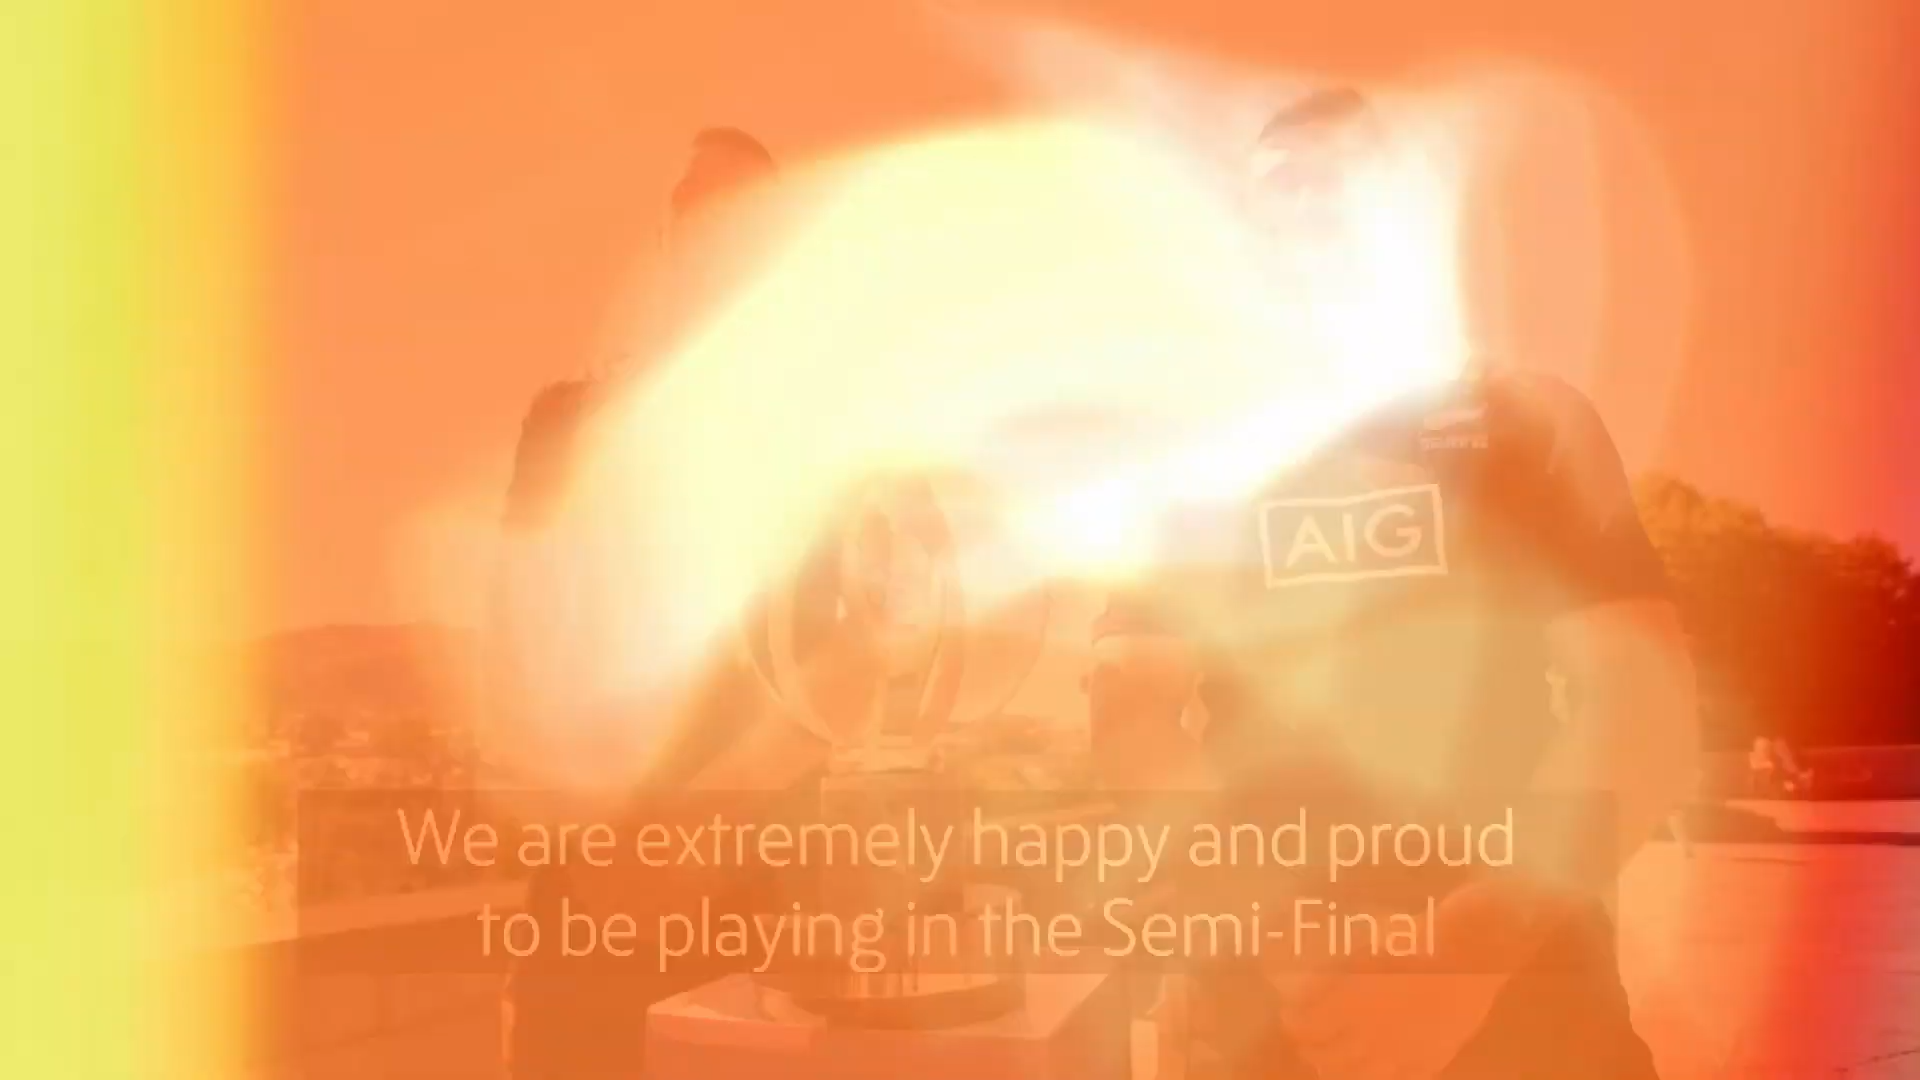 AIG
We are extremely happy and proud
to be playing in the Semi-Final